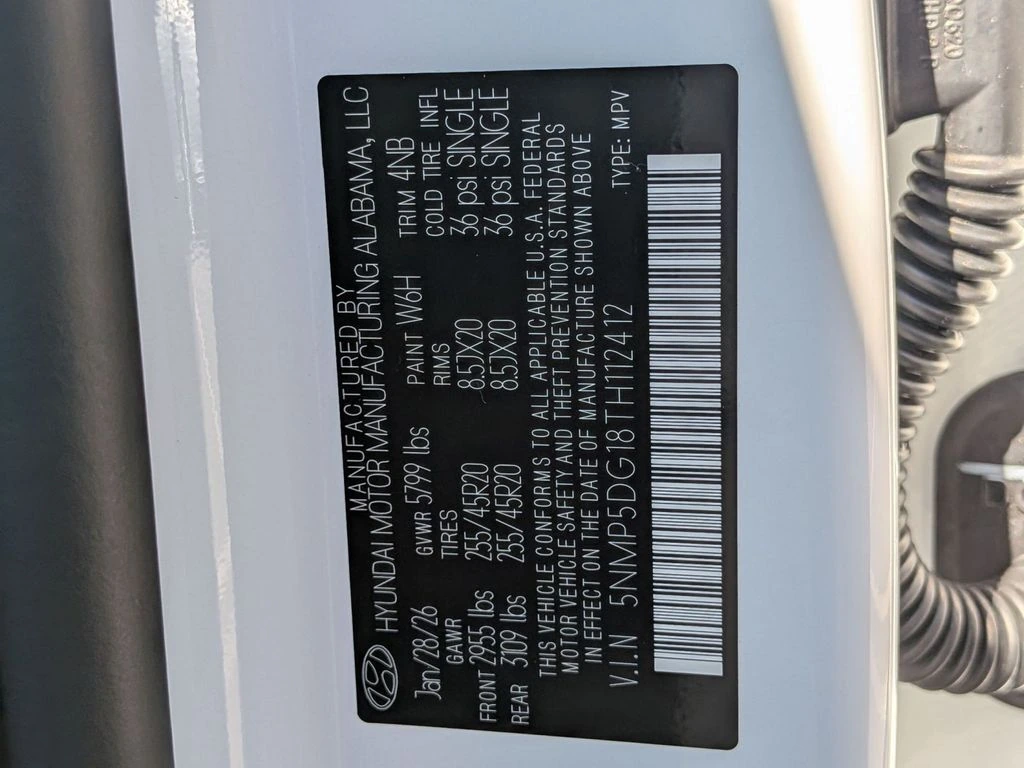 MANUFACTURED BY
HYUNDAI MOTOR MANUFACTURING ALABAMA, LLC
Jan/28/26 GVWR 5799 lbs PAINT W6H TRIM 4NB
GAWR TIRES RIMS COLD TIRE INFL
FRONT 2955 lbs 255/45R20 8.5JX20 36 psi SINGLE
REAR 3109 lbs 255/45R20 8.5JX20 36 psi SINGLE
THIS VEHICLE CONFORMS TO ALL APPLICABLE U.S.A. FEDERAL
MOTOR VEHICLE SAFETY AND THEFT PREVENTION STANDARDS
IN EFFECT ON THE DATE OF MANUFACTURE SHOWN ABOVE
V.I.N 5NMP5DG18TH112412 TYPE: MPV